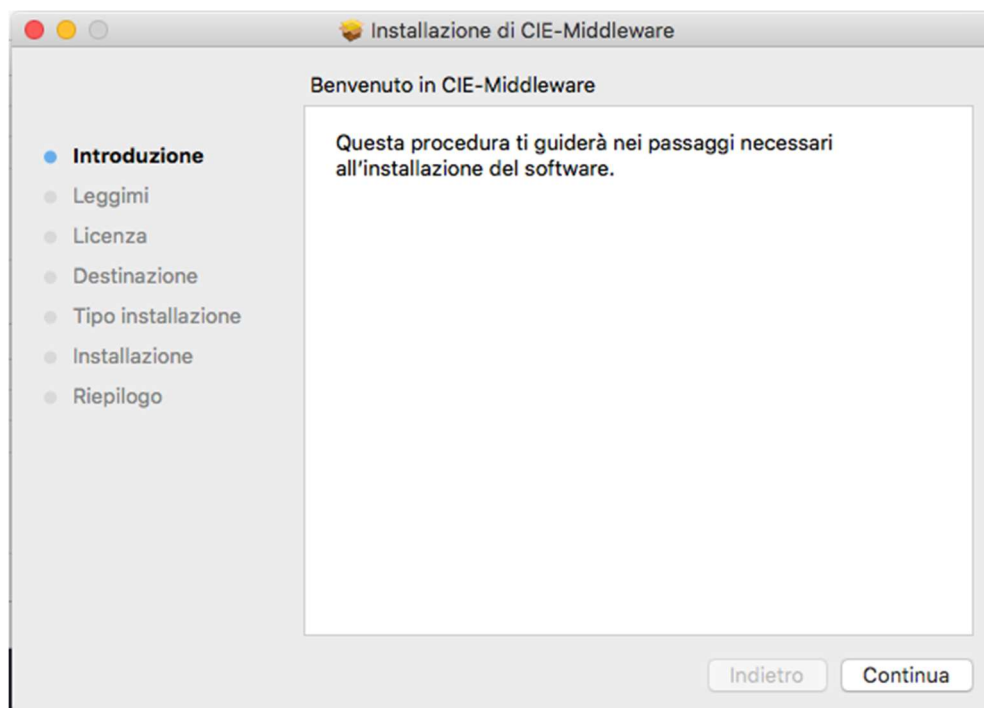 Installazione di CIE-Middleware
Benvenuto in CIE-Middleware
Introduzione
Leggimi
Licenza
Destinazione
Tipo installazione
Installazione
Riepilogo
Questa procedura ti guiderà nei passaggi necessari
all'installazione del software.
Indietro
Continua